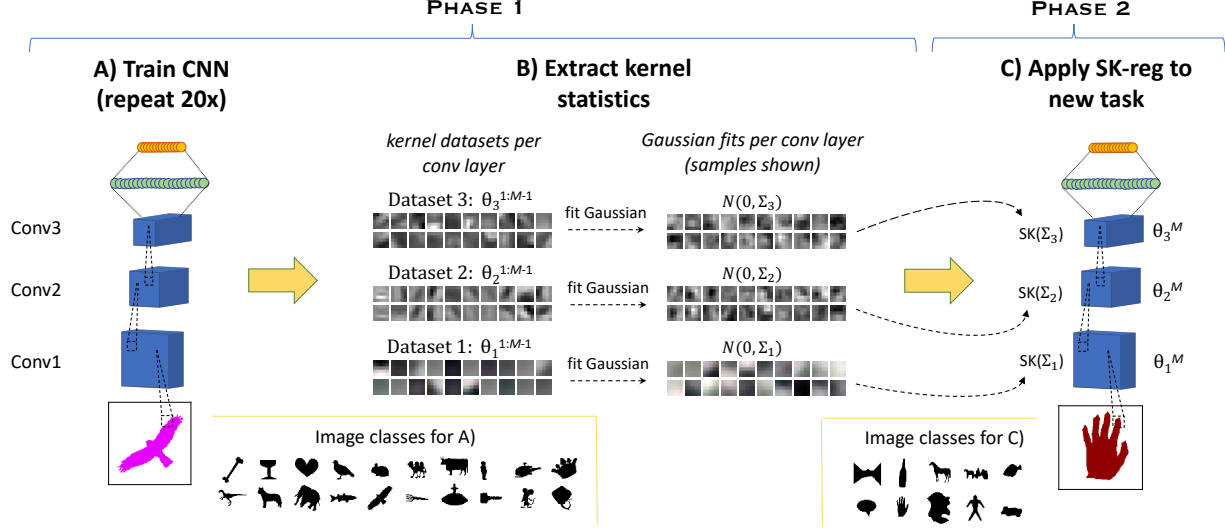 PHASE 1
PHASE 2
A) Train CNN
(repeat 20x)
B) Extract kernel
statistics
C) Apply SK-reg to
new task
kernel datasets per
conv layer
Gaussian fits per conv layer
(samples shown)
Conv3
Dataset 3: θ₃^{1:M-1}
fit Gaussian
N(0, Σ₃)
SK(Σ₃)
θ₃^M
Conv2
Dataset 2: θ₂^{1:M-1}
fit Gaussian
N(0, Σ₂)
SK(Σ₂)
θ₂^M
Conv1
Dataset 1: θ₁^{1:M-1}
fit Gaussian
N(0, Σ₁)
SK(Σ₁)
θ₁^M
Image classes for A)
Image classes for C)